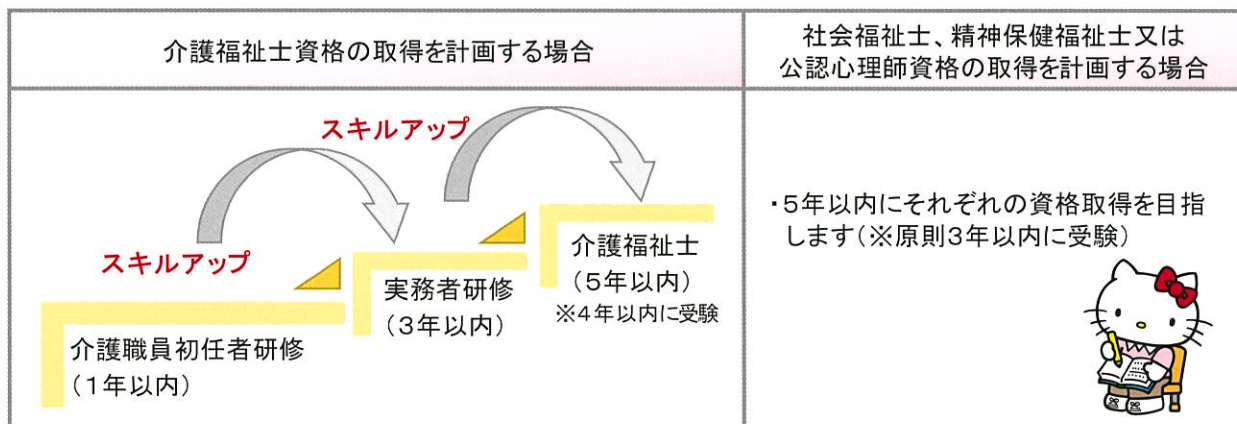 介護福祉士資格の取得を計画する場合
社会福祉士、精神保健福祉士又は
公認心理師資格の取得を計画する場合
スキルアップ
スキルアップ
介護職員初任者研修
(1年以内)
実務者研修
(3年以内)
介護福祉士
(5年以内)
※4年以内に受験
・5年以内にそれぞれの資格取得を目指
します(※原則3年以内に受験)